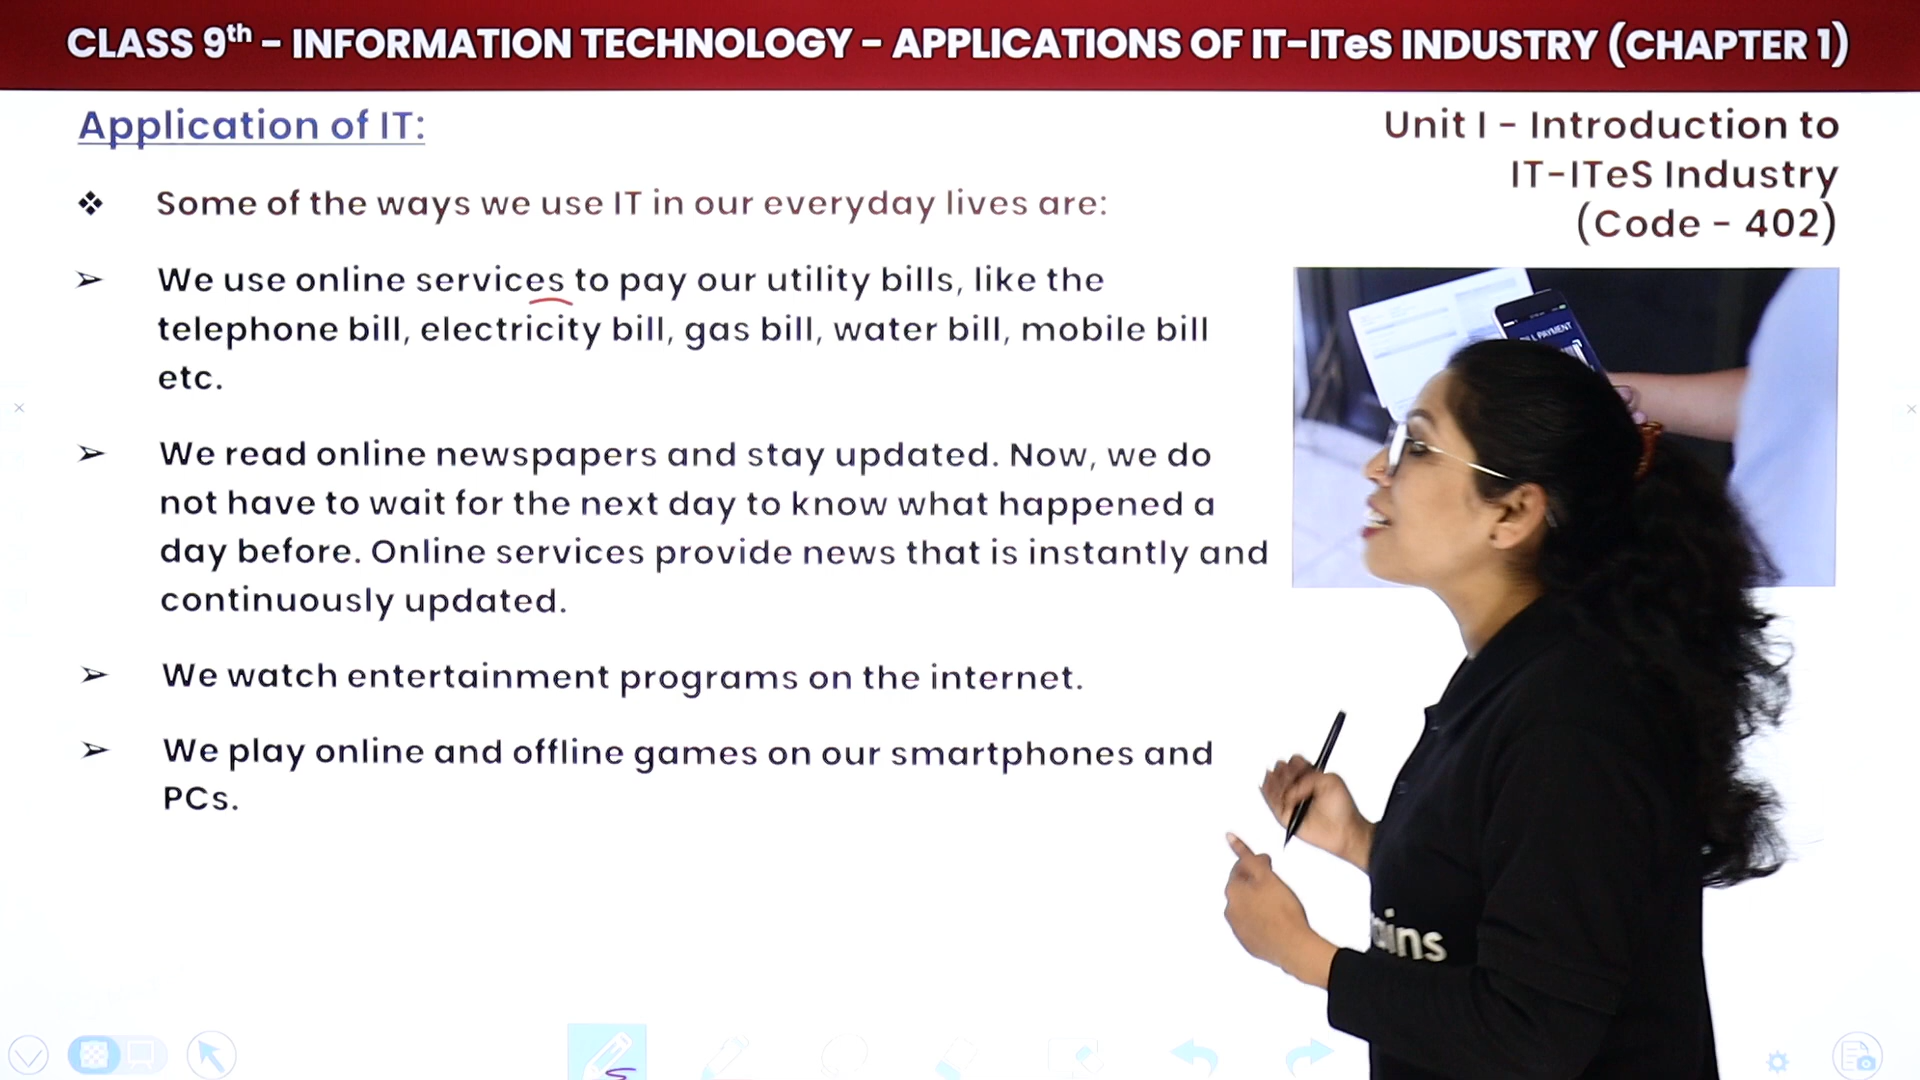 CLASS 9th – INFORMATION TECHNOLOGY – APPLICATIONS OF IT-ITeS INDUSTRY (CHAPTER 1)
Application of IT:
Unit I - Introduction to
IT-ITeS Industry
(Code - 402)
❖ Some of the ways we use IT in our everyday lives are:
➢ We use online services to pay our utility bills, like the
telephone bill, electricity bill, gas bill, water bill, mobile bill
etc.
➢ We read online newspapers and stay updated. Now, we do
not have to wait for the next day to know what happened a
day before. Online services provide news that is instantly and
continuously updated.
➢ We watch entertainment programs on the internet.
➢ We play online and offline games on our smartphones and
PCs.
PAYMENT